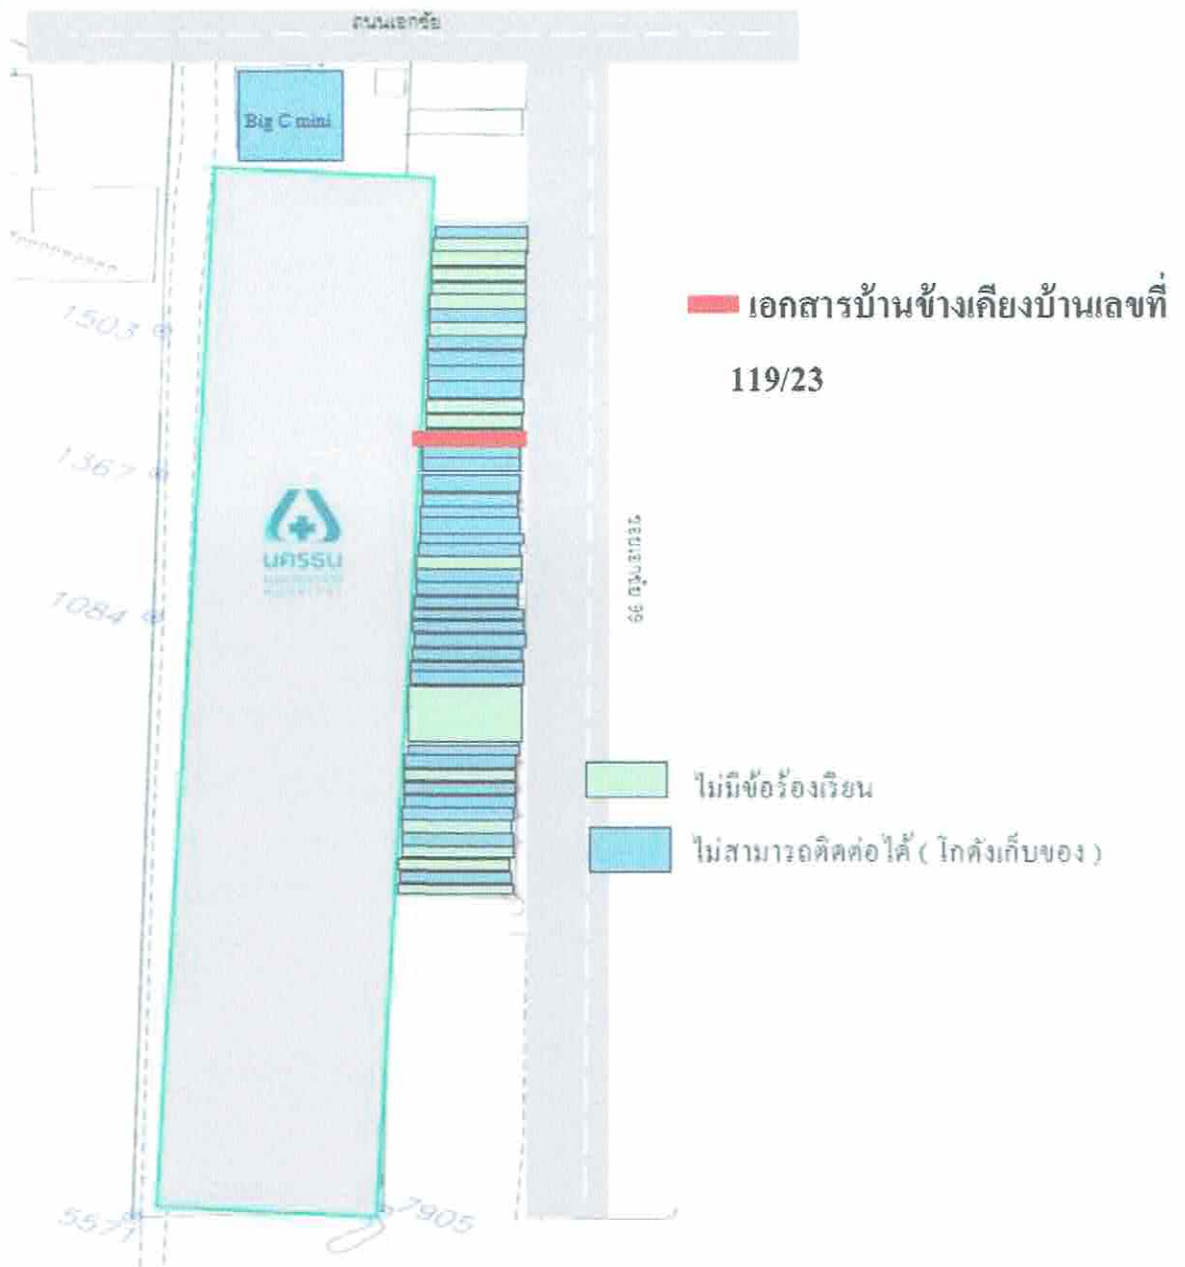 ถนนเอกชัย
Big C mini
1503
เอกสารบ้านข้างเคียงบ้านเลขที่
119/23
1367
นครธน
ซอยเอกชัย 99
1084
ไม่มีข้อร้องเรียน
ไม่สามารถติดต่อได้ ( โกดังเก็บของ )
5571
7905